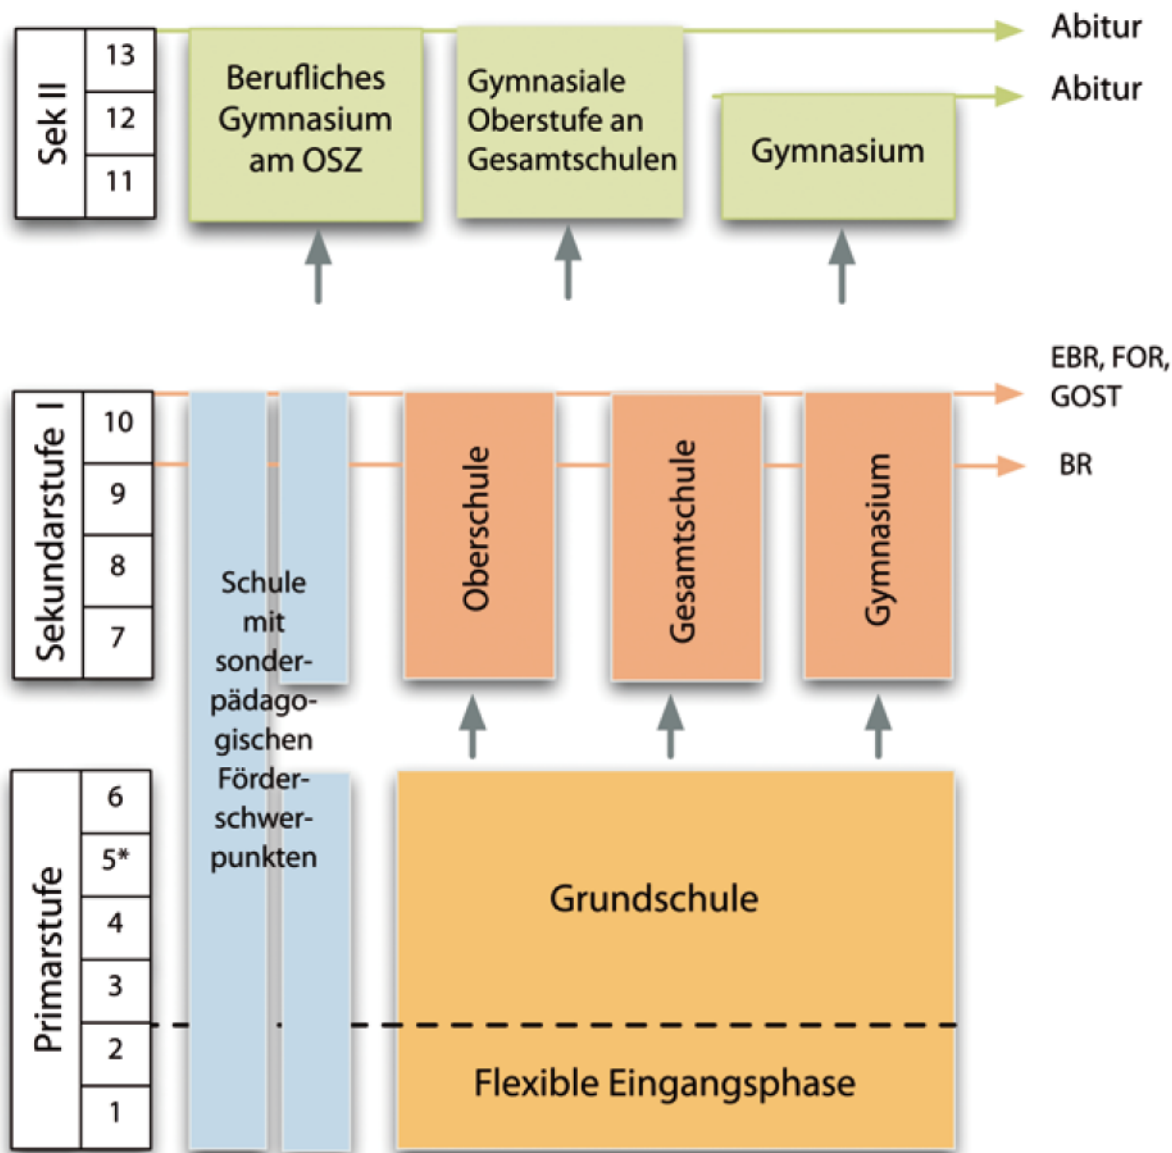 Sek II
13
12
11
Berufliches
Gymnasium
am OSZ
Gymnasiale
Oberstufe an
Gesamtschulen
Gymnasium
Abitur
Abitur
Sekundarstufe I
10
9
8
7
Oberschule
Gesamtschule
Gymnasium
EBR, FOR,
GOST
BR
Schule
mit
sonder-
pädago-
gischen
Förder-
schwer-
punkten
Primarstufe
6
5*
4
3
2
1
Grundschule
Flexible Eingangsphase